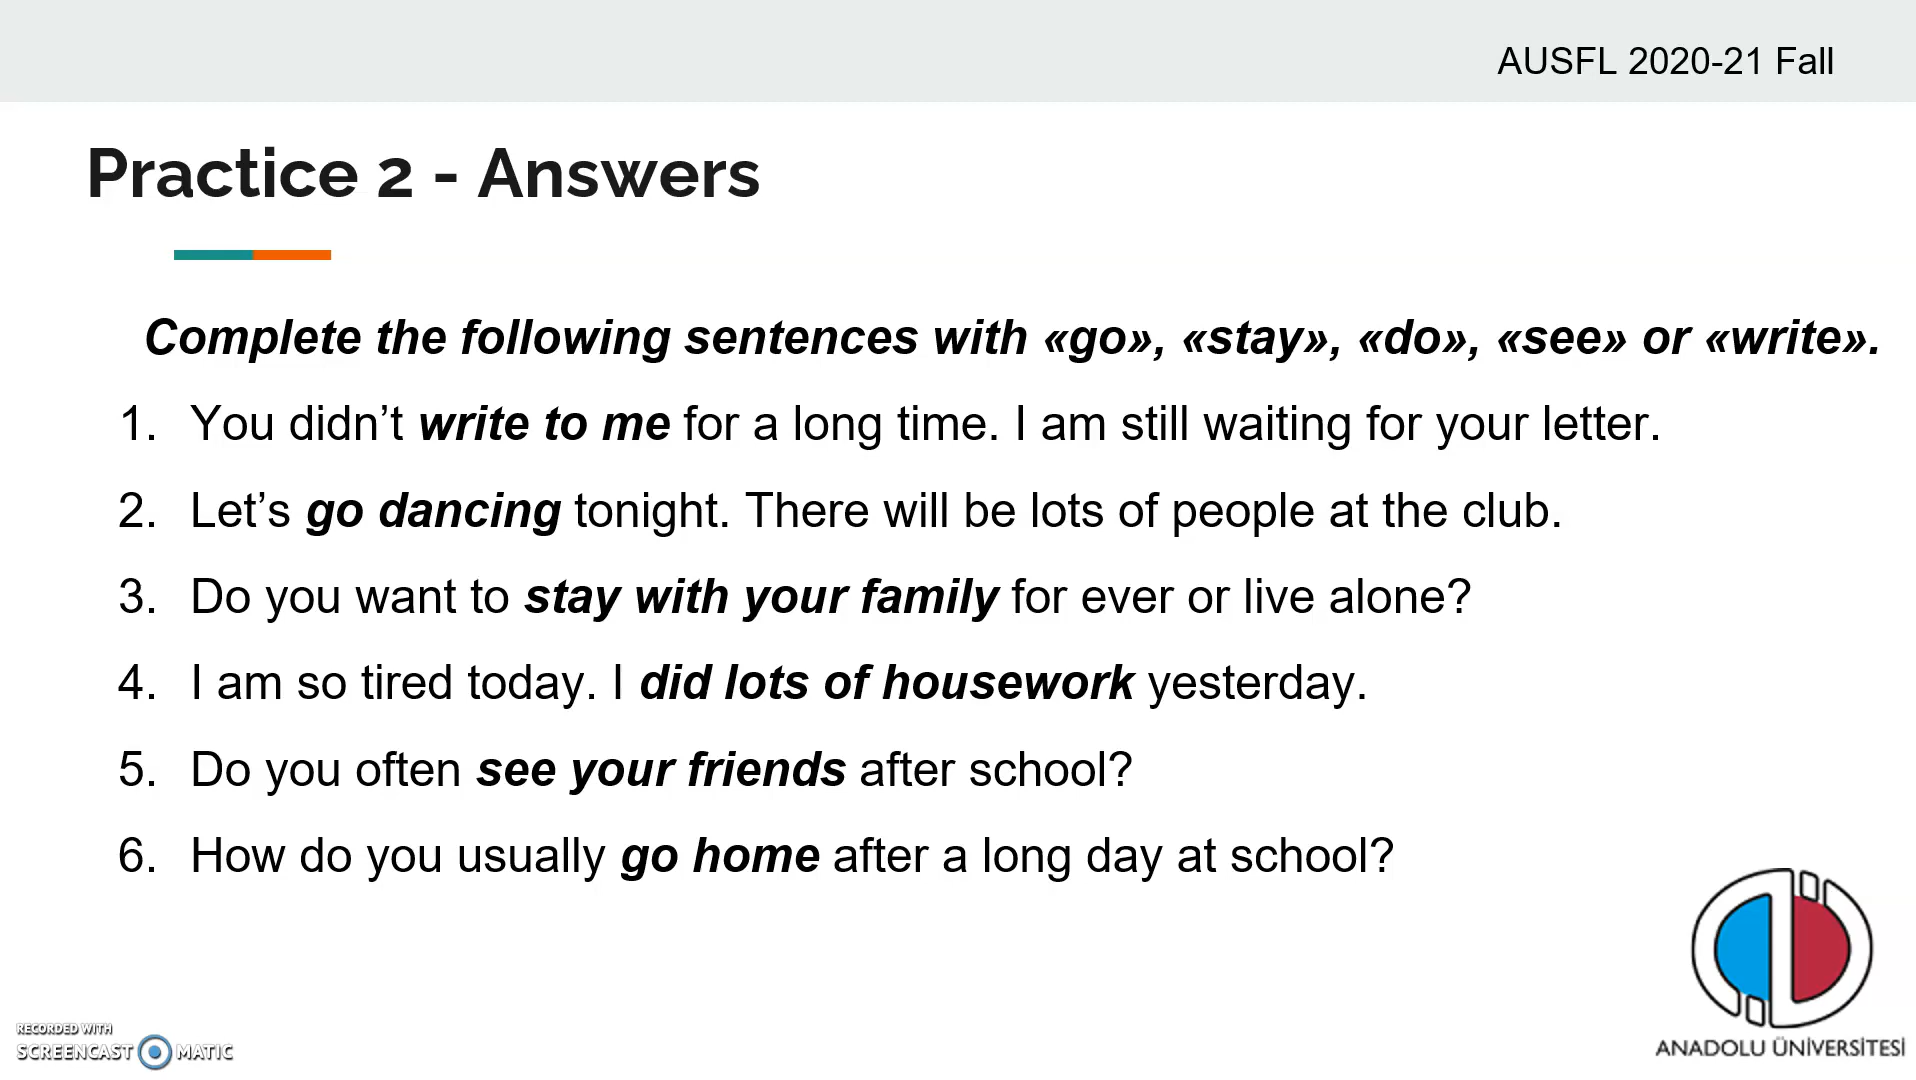 AUSFL 2020-21 Fall
Practice 2 - Answers
Complete the following sentences with «go», «stay», «do», «see» or «write».
1. You didn’t write to me for a long time. I am still waiting for your letter.
2. Let’s go dancing tonight. There will be lots of people at the club.
3. Do you want to stay with your family for ever or live alone?
4. I am so tired today. I did lots of housework yesterday.
5. Do you often see your friends after school?
6. How do you usually go home after a long day at school?
RECORDED WITH
SCREENCAST MATIC
ANADOLU ÜNİVERSİTESİ